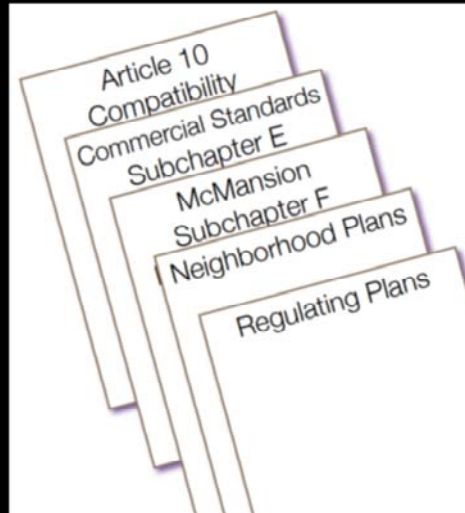 Article 10
Compatibility
Commercial Standards
Subchapter E
McMansion
Subchapter F
Neighborhood Plans
Regulating Plans